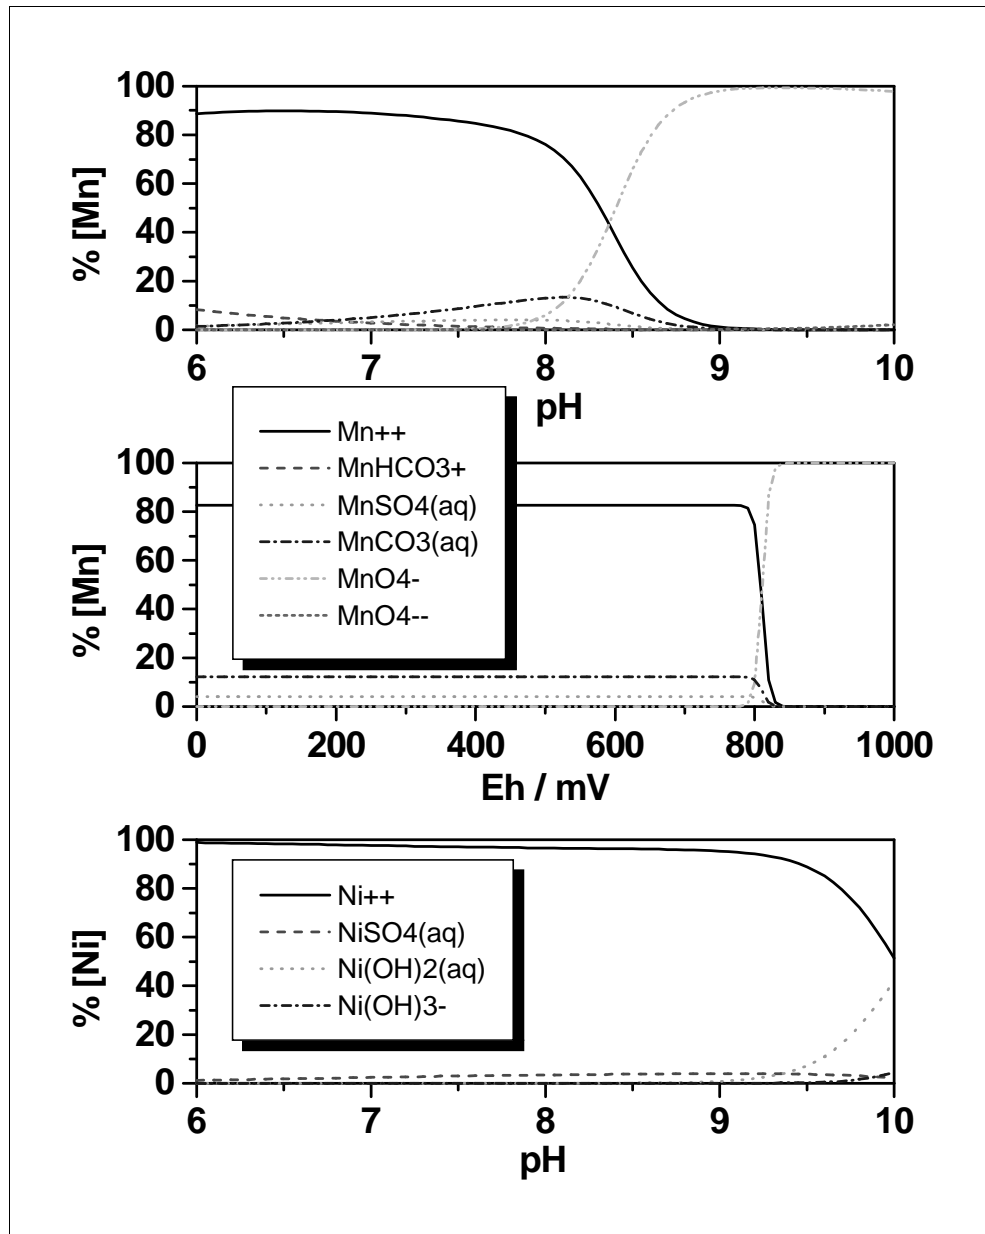 100
80
60
40
20
0
% [Mn]
6 7 8 9 10
pH
Mn++
MnHCO3+
MnSO4(aq)
MnCO3(aq)
MnO4-
MnO4--
100
80
60
40
20
0
% [Mn]
0 200 400 600 800 1000
Eh / mV
100
80
60
40
20
0
% [Ni]
Ni++
NiSO4(aq)
Ni(OH)2(aq)
Ni(OH)3-
6 7 8 9 10
pH